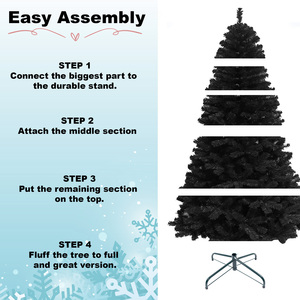 Easy Assembly
STEP 1
Connect the biggest part to
the durable stand.
STEP 2
Attach the middle section
STEP 3
Put the remaining section
on the top.
STEP 4
Fluff the tree to full
and great version.